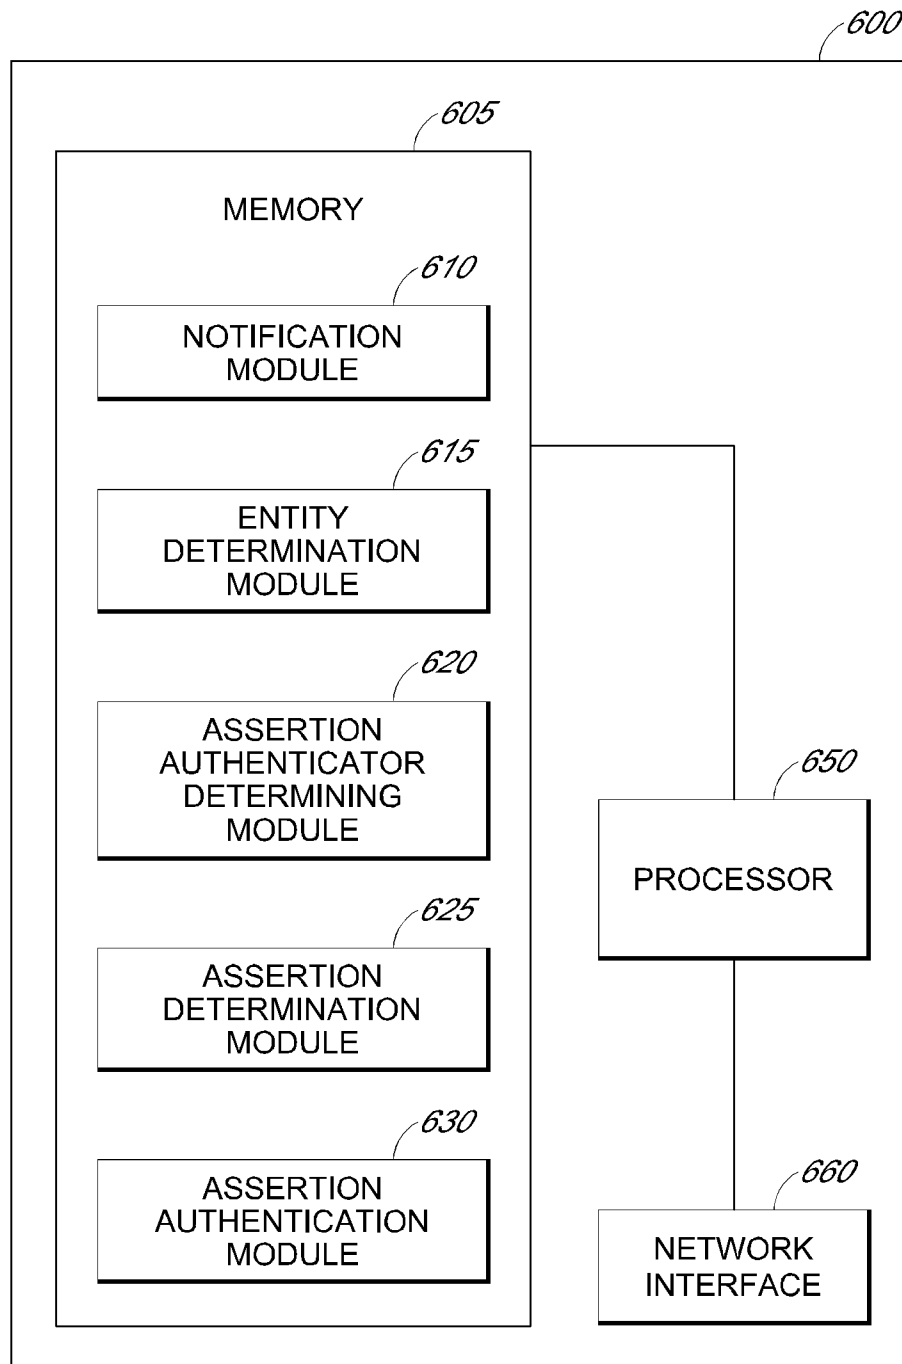 600
605
MEMORY
610
NOTIFICATION
MODULE
615
ENTITY
DETERMINATION
MODULE
620
ASSERTION
AUTHENTICATOR
DETERMINING
MODULE
625
ASSERTION
DETERMINATION
MODULE
630
ASSERTION
AUTHENTICATION
MODULE
650
PROCESSOR
660
NETWORK
INTERFACE